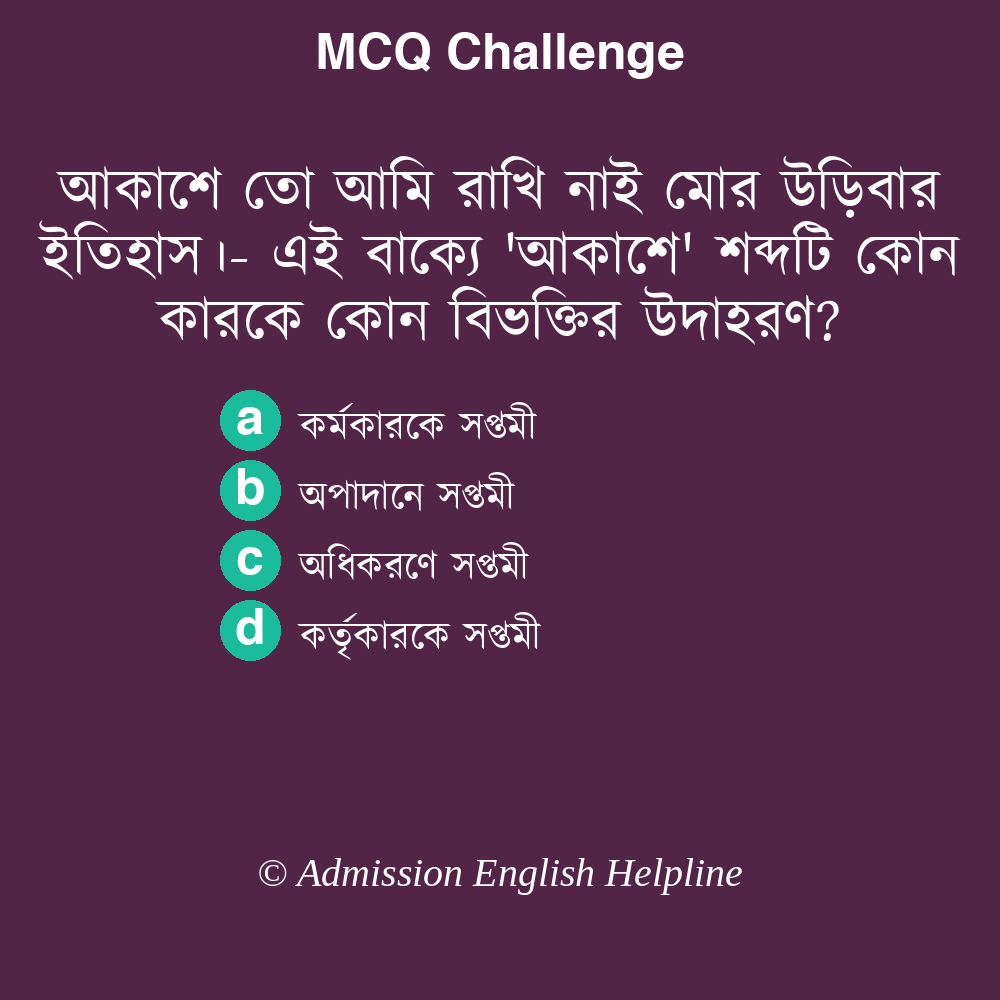 MCQ Challenge
আকাশে তো আমি রাখি নাই মোর উড়িবার
ইতিহাস।- এই বাক্যে 'আকাশে' শব্দটি কোন
কারকে কোন বিভক্তির উদাহরণ?
a কর্মকারকে সপ্তমী
b অপাদানে সপ্তমী
c অধিকরণে সপ্তমী
d কর্তৃকারকে সপ্তমী
© Admission English Helpline